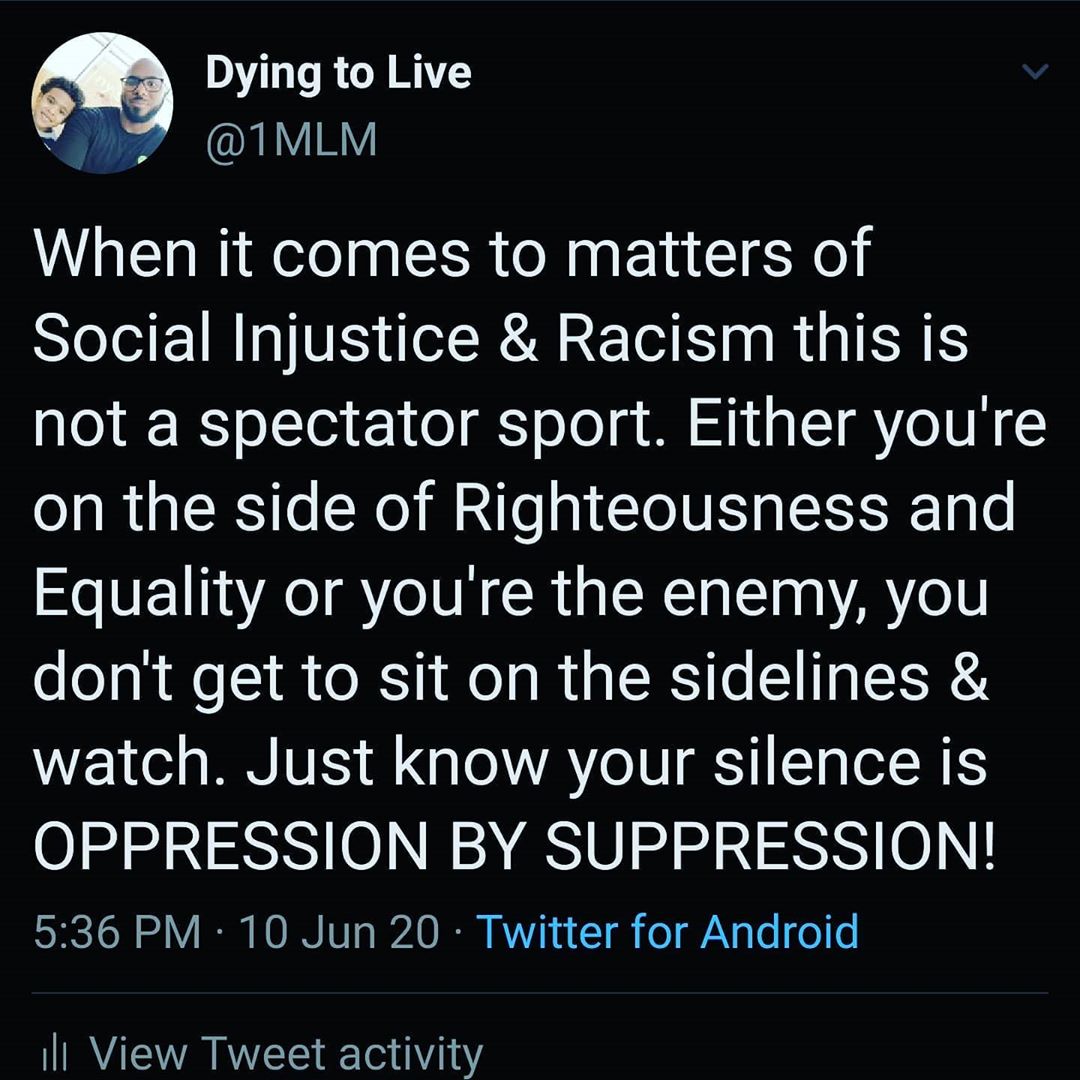 Dying to Live
@1MLM
When it comes to matters of
Social Injustice & Racism this is
not a spectator sport. Either you're
on the side of Righteousness and
Equality or you're the enemy, you
don't get to sit on the sidelines &
watch. Just know your silence is
OPPRESSION BY SUPPRESSION!
5:36 PM · 10 Jun 20 · Twitter for Android
View Tweet activity